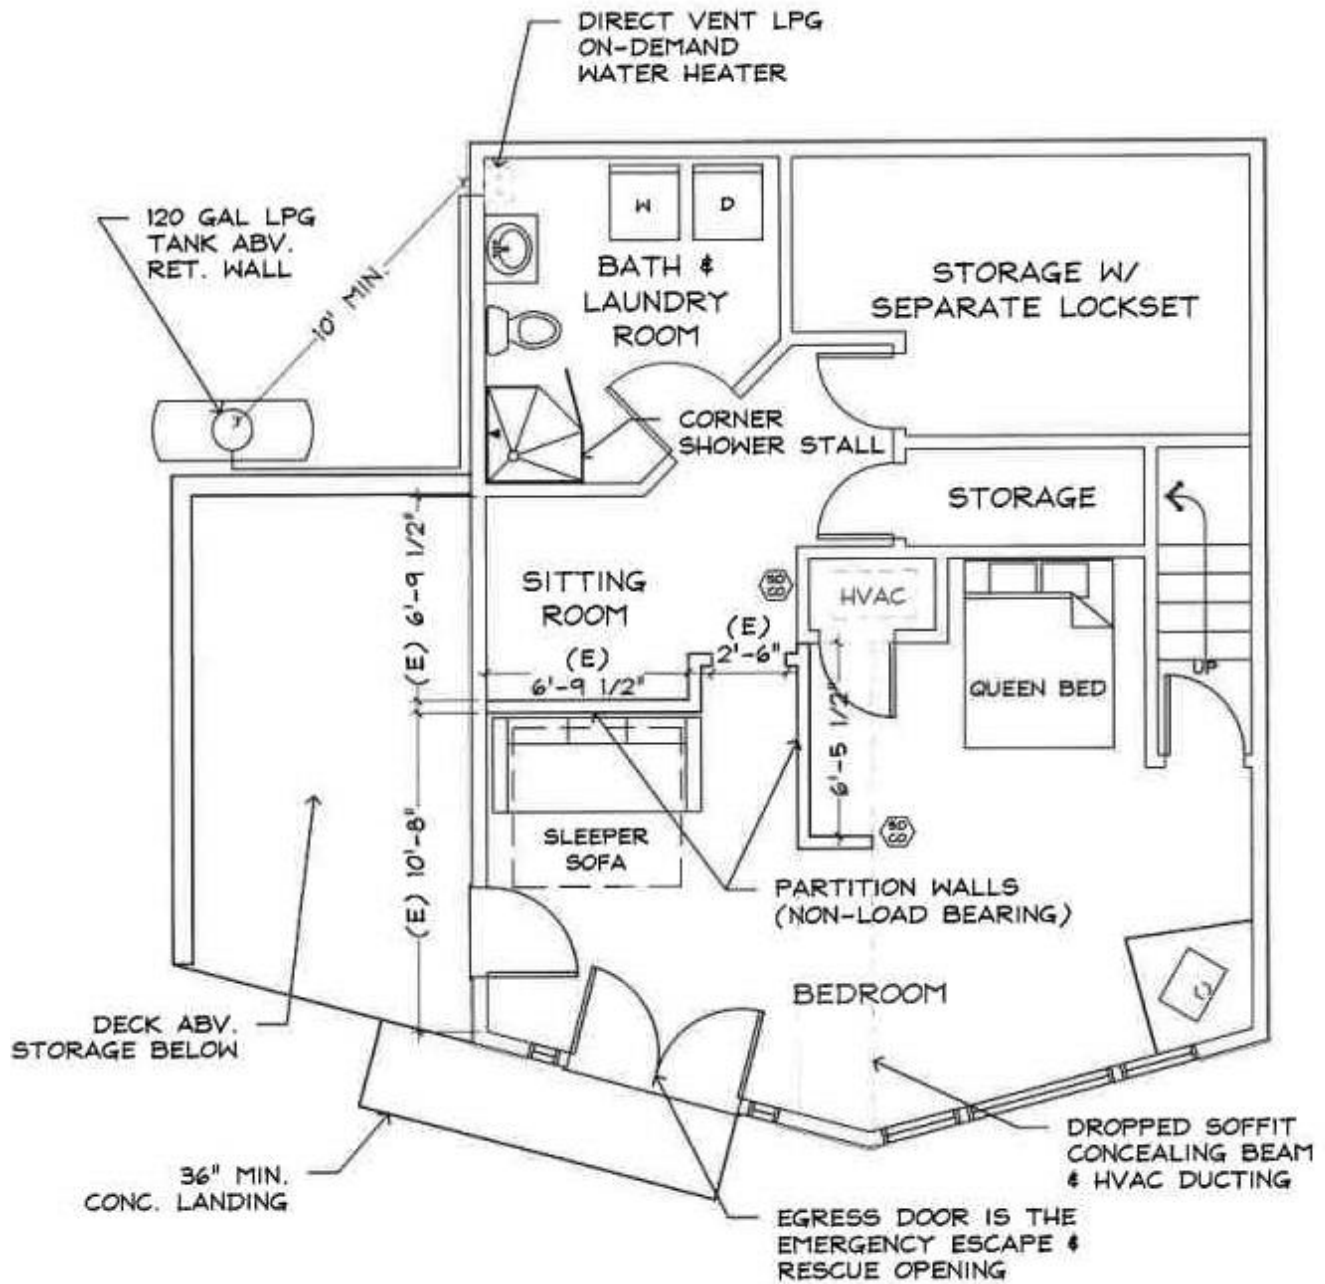 DIRECT VENT LPG
ON-DEMAND
WATER HEATER
120 GAL LPG
TANK ABV.
RET. WALL
10' MIN.
W
D
BATH &
LAUNDRY
ROOM
STORAGE W/
SEPARATE LOCKSET
CORNER
SHOWER STALL
STORAGE
(E) 6'-9 1/2"
SITTING
ROOM
SD
CO
HVAC
(E)
2'-6"
(E)
6'-9 1/2"
QUEEN BED
UP
6'-5 1/2"
(E) 10'-8"
SLEEPER
SOFA
SD
CO
PARTITION WALLS
(NON-LOAD BEARING)
BEDROOM
DECK ABV.
STORAGE BELOW
36" MIN.
CONC. LANDING
DROPPED SOFFIT
CONCEALING BEAM
& HVAC DUCTING
EGRESS DOOR IS THE
EMERGENCY ESCAPE &
RESCUE OPENING